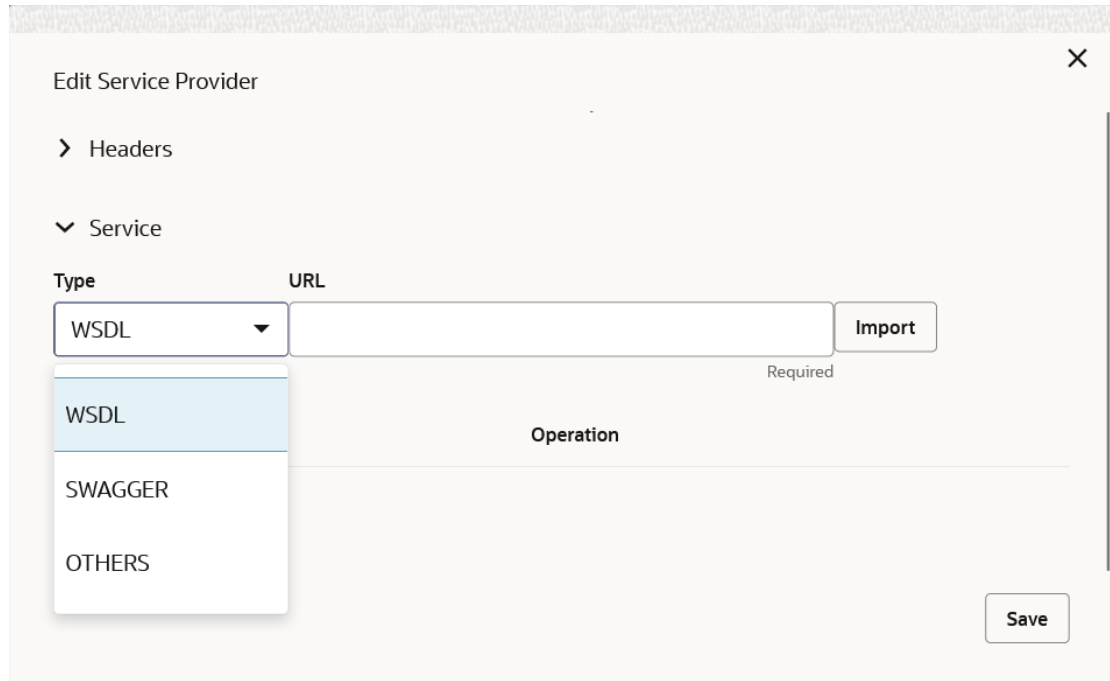 Edit Service Provider
Headers
Service
Type URL
WSDL Import
Required
WSDL
Operation
SWAGGER
OTHERS
Save